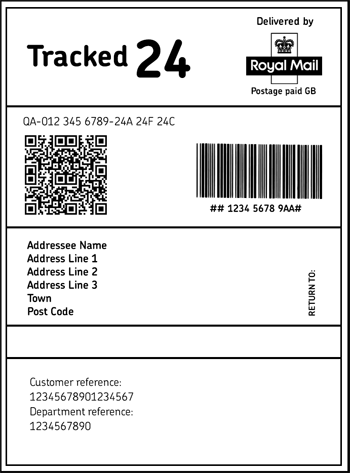 Delivered by
Tracked 24
Royal Mail
Postage paid GB
QA-012 345 6789-24A 24F 24C
## 1234 5678 9AA#
Addressee Name
Address Line 1
Address Line 2
Address Line 3
Town
Post Code
RETURN TO:
Customer reference:
12345678901234567
Department reference:
1234567890